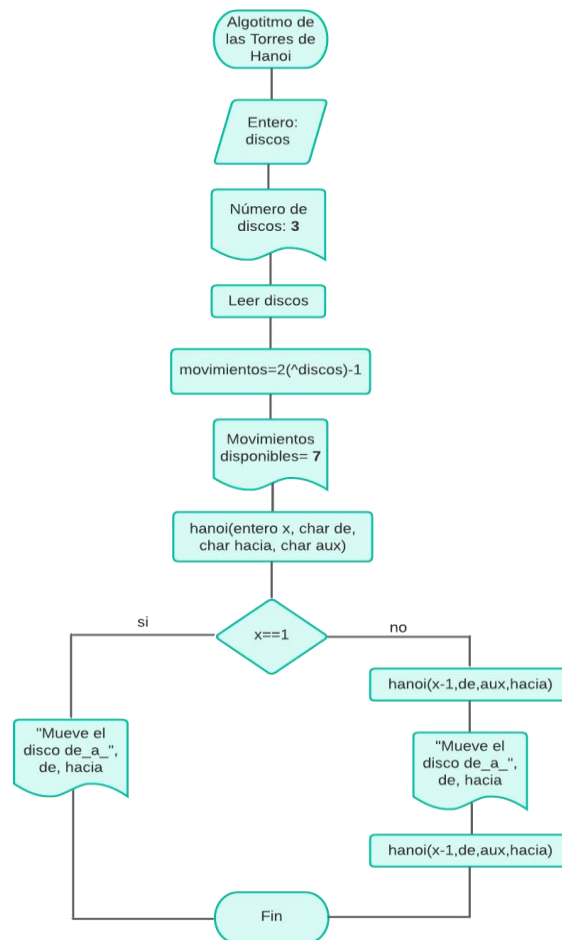 Algotitmo de
las Torres de
Hanoi
Entero:
discos
Número de
discos: 3
Leer discos
movimientos=2(^discos)-1
Movimientos
disponibles= 7
hanoi(entero x, char de,
char hacia, char aux)
x==1
si
no
"Mueve el
disco de_a_",
de, hacia
hanoi(x-1,de,aux,hacia)
"Mueve el
disco de_a_",
de, hacia
hanoi(x-1,de,aux,hacia)
Fin